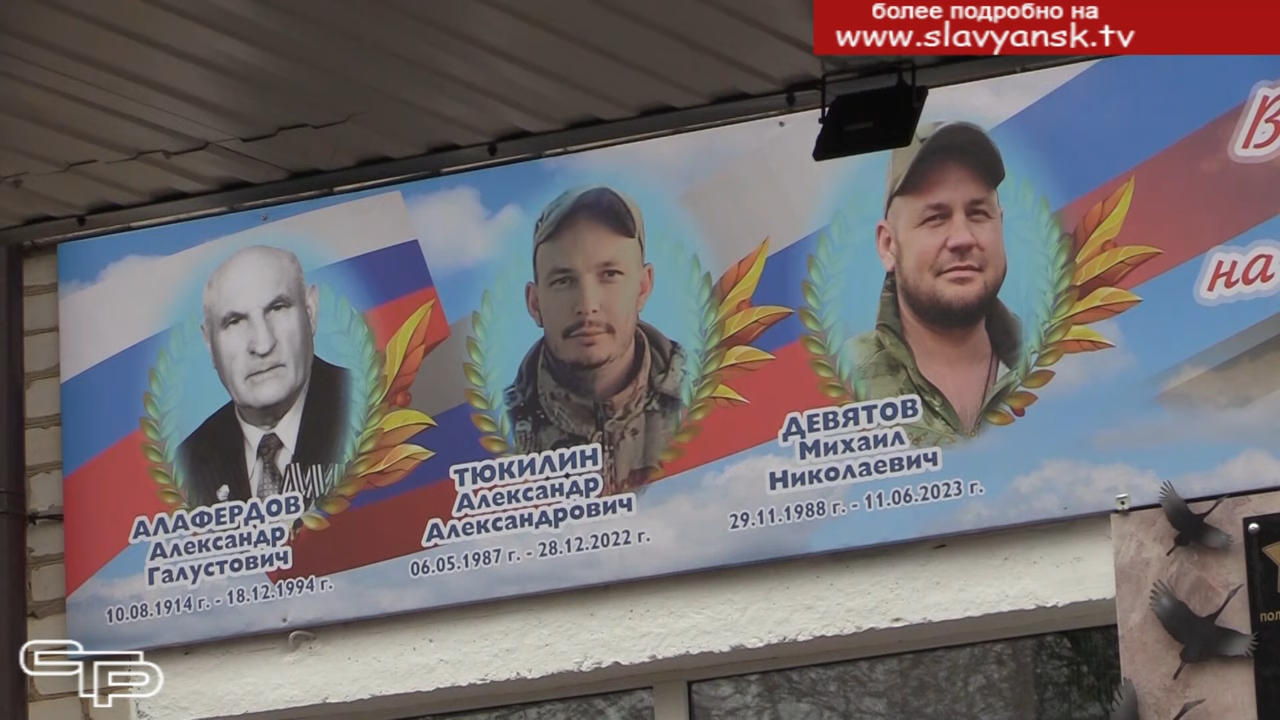 более подробно на
www.slavyansk.tv
В
на
АЛАФЕРДОВ
Александр
Галустович
10.08.1914 г. - 18.12.1994 г.
ТЮКИЛИН
Александр
Александрович
06.05.1987 г. - 28.12.2022 г.
ДЕВЯТОВ
Михаил
Николаевич
29.11.1988 г. - 11.06.2023 г.
СТР